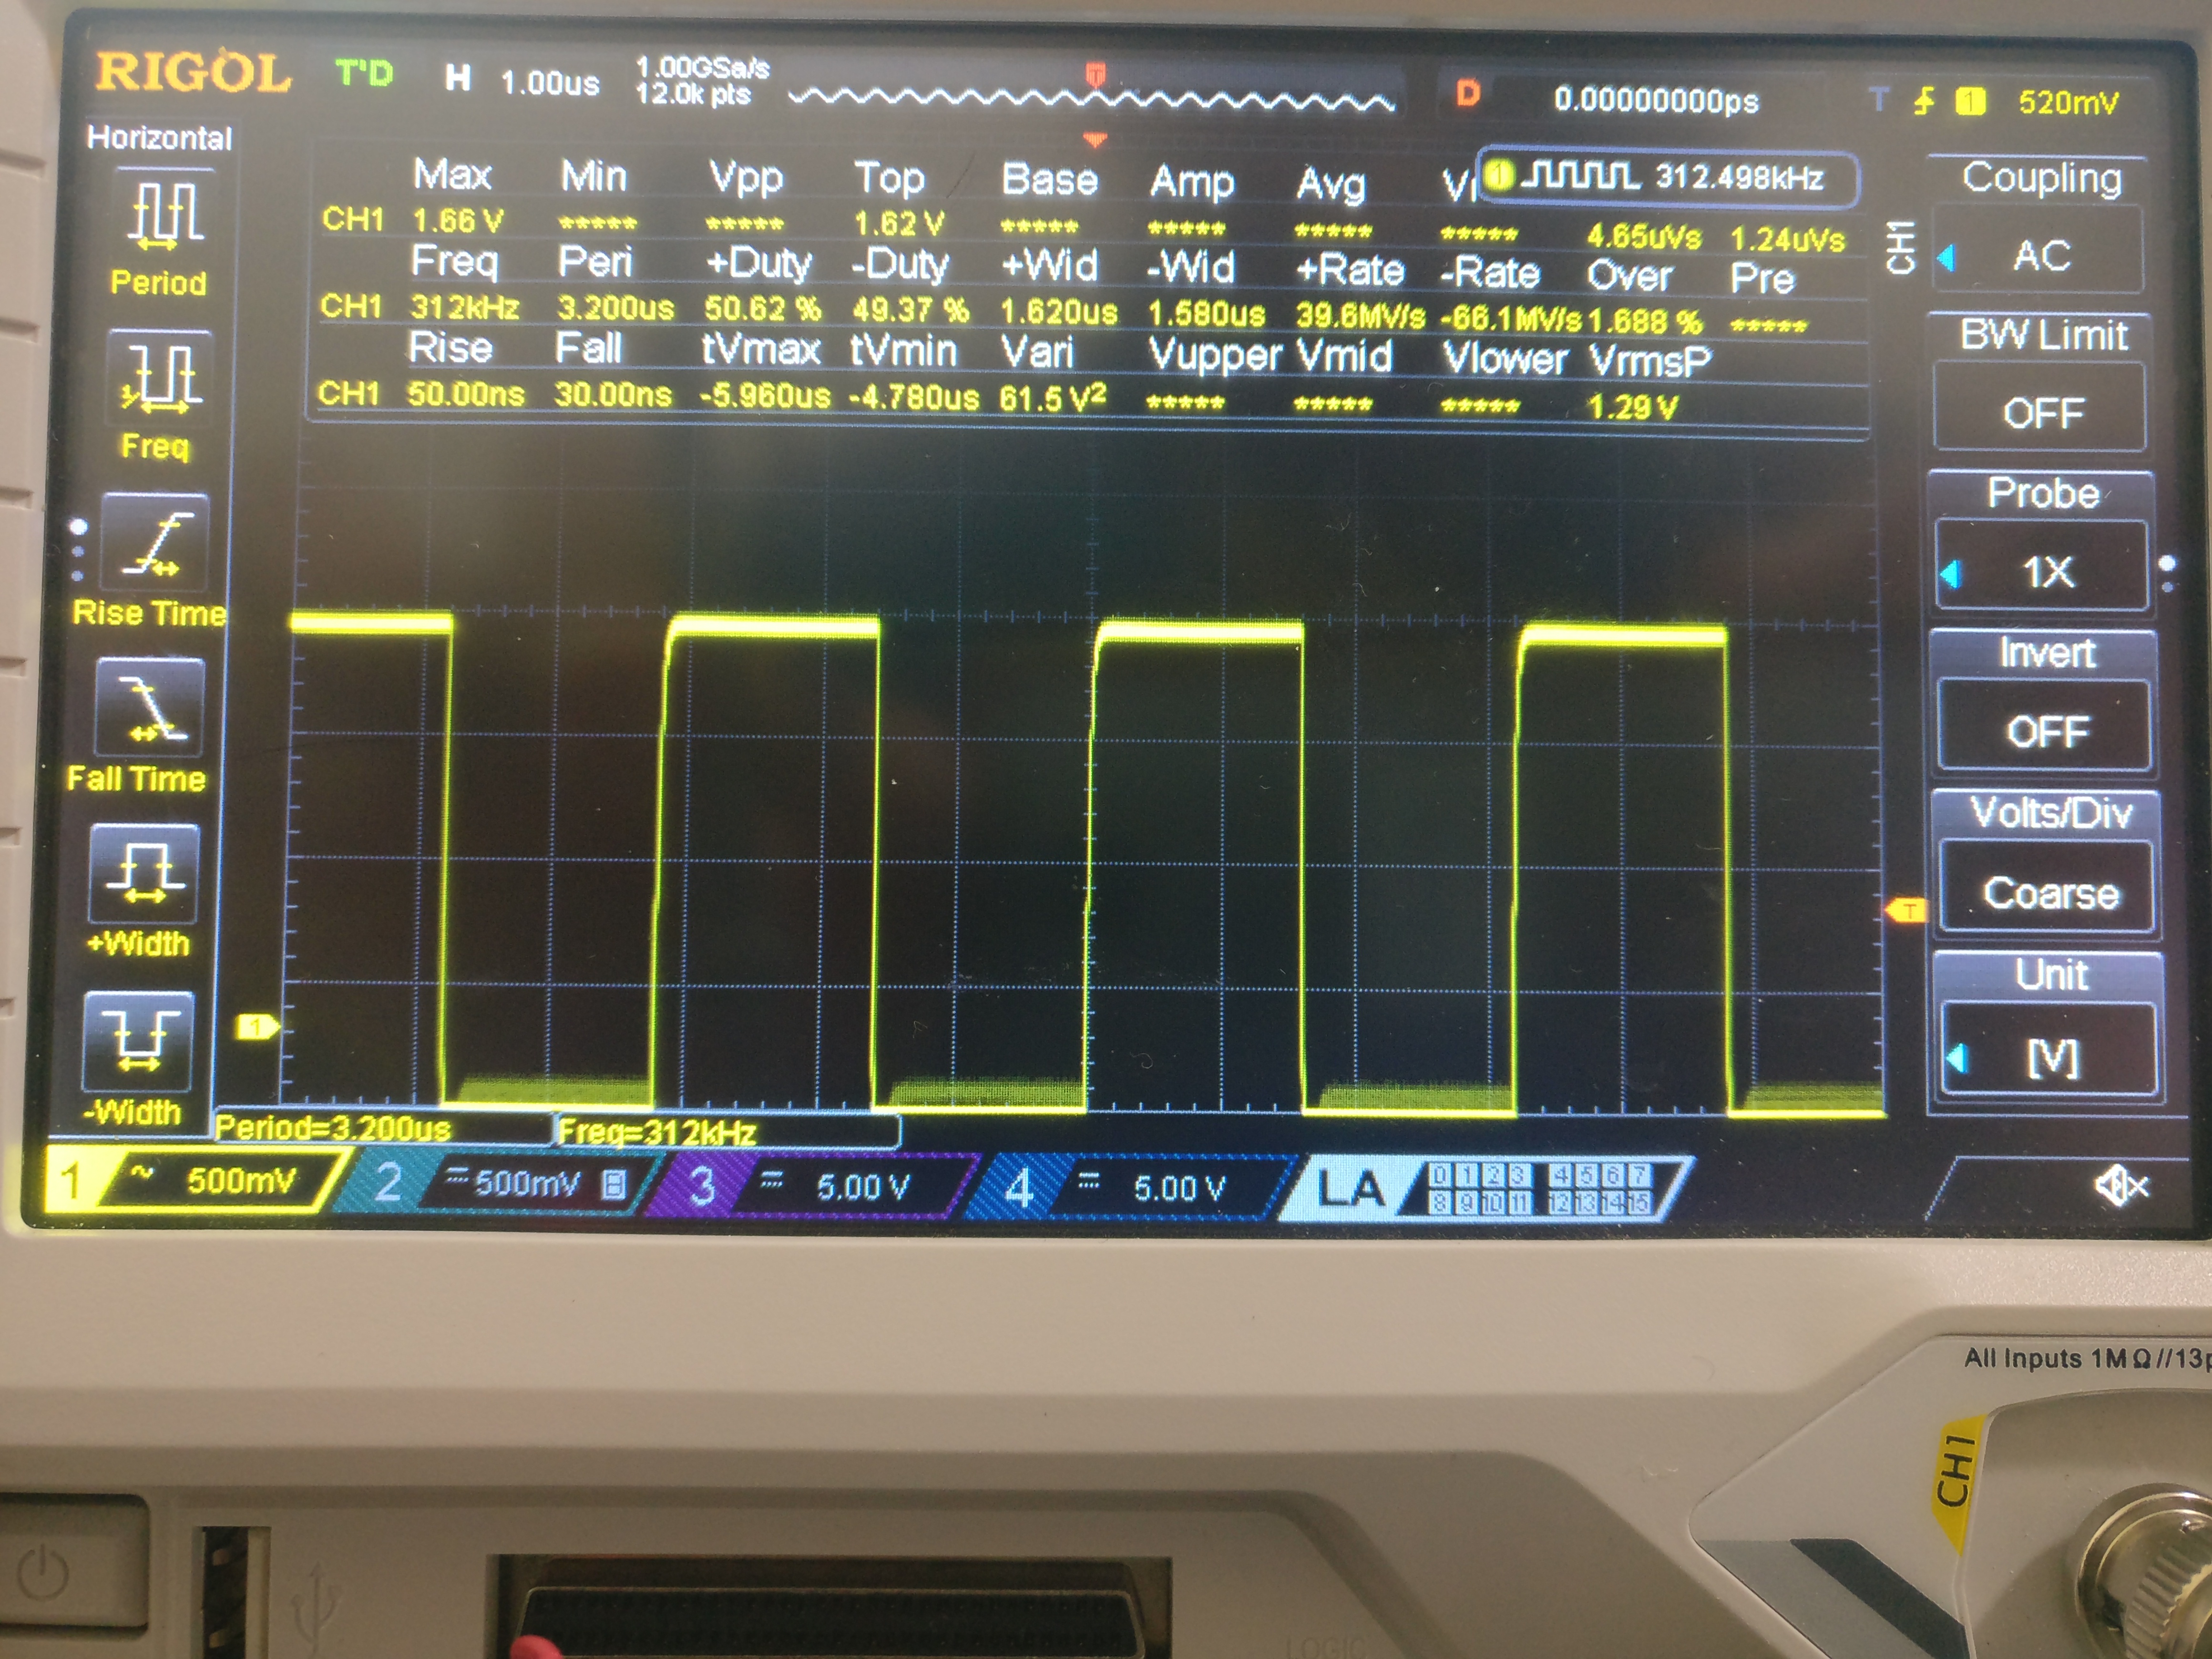 RIGOL T'D H 1.00us 1.00GSa/s 12.0k pts D 0.00000000ps T 1 520mV
Horizontal
Period
Freq
Rise Time
Fall Time
+Width
-Width
Max Min Vpp Top Base Amp Avg 1 312.498kHz
CH1 1.66 V ***** ***** 1.62 V ***** ***** ***** ***** 4.65uVs 1.24uVs
Freq Peri +Duty -Duty +Wid -Wid +Rate -Rate Over Pre
CH1 312kHz 3.200us 50.62 % 49.37 % 1.620us 1.580us 39.6MV/s -66.1MV/s 1.688 % *****
Rise Fall tVmax tVmin Vari Vupper Vmid Vlower VrmsP
CH1 50.00ns 30.00ns -5.960us -4.780us 61.5 V² ***** ***** ***** 1.29 V
T
1
Period=3.200us Freq=312kHz
CH1
Coupling
AC
BW Limit
OFF
Probe
1X
Invert
OFF
Volts/Div
Coarse
Unit
[V]
1 ~ 500mV 2 500mV B 3 5.00 V 4 5.00 V LA 0 1 2 3 4 5 6 7
8 9 10 11 12 13 14 15
All Inputs 1MΩ//13p
CH1
LOGIC